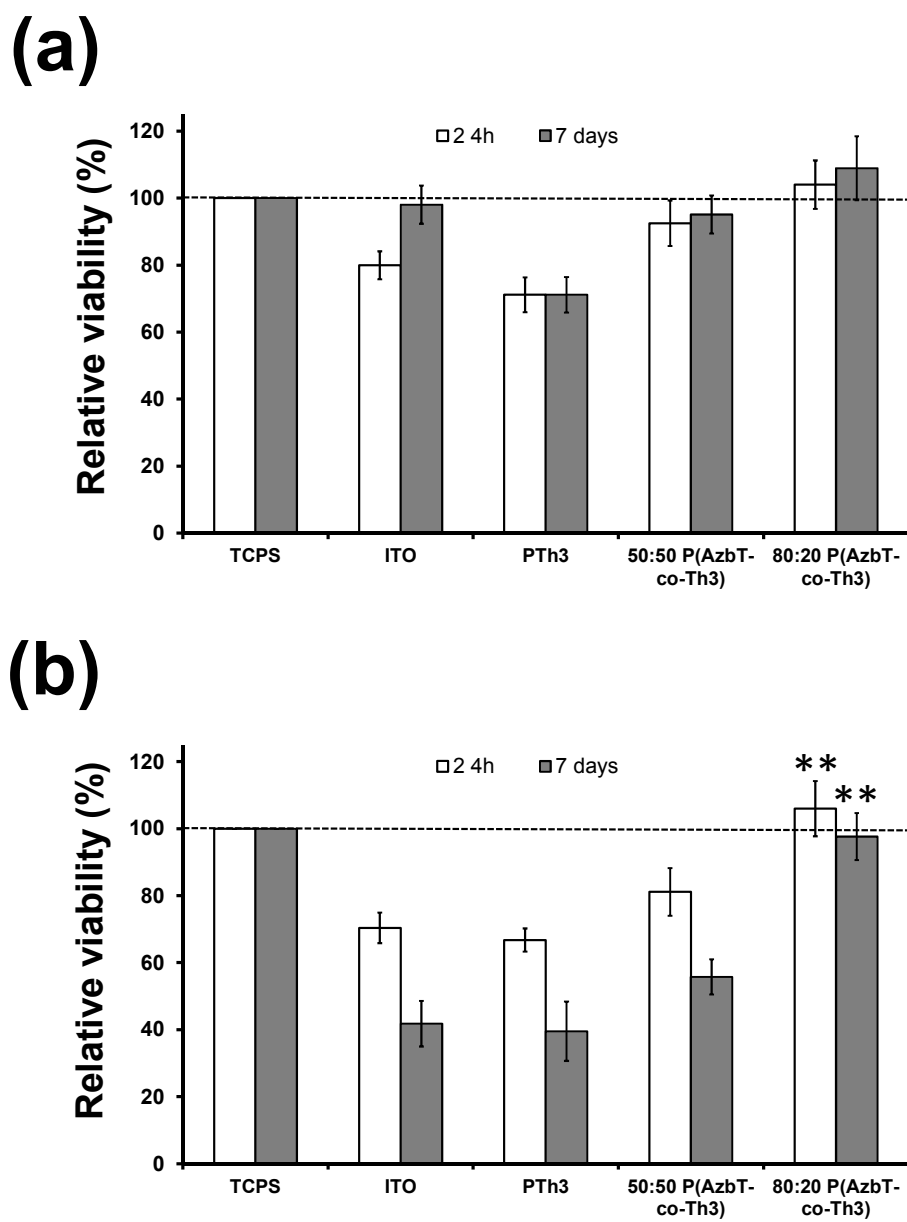 (a)
Relative viability (%)
120
100
80
60
40
20
0
2 4h 7 days
TCPS ITO PTh3 50:50 P(AzbT-
co-Th3) 80:20 P(AzbT-
co-Th3)
(b)
Relative viability (%)
120
100
80
60
40
20
0
2 4h 7 days
**
**
TCPS ITO PTh3 50:50 P(AzbT-
co-Th3) 80:20 P(AzbT-
co-Th3)